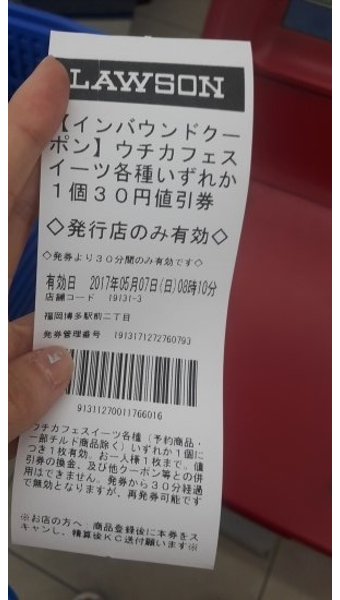 LAWSON
【インバウンドクー
ポン】ウチカフェス
イーツ各種いずれか
1個30円値引券
◇発行店のみ有効◇
◇発券より30分間のみ有効です◇
有効日 2017年05月07日(日)08時10分
店舗コード 19131-3
福岡博多駅前二丁目
発券管理番号 1913171272760793
91311270011766016
ウチカフェスイーツ各種(予約商品・
一部チルド商品除く)いずれか1個に
つき1枚有効。お一人様1枚まで。値
引券の換金、及び他クーポン等との併
用はできません。発券から30分経過
で無効となりますが、再発券可能です
※お店の方へ:商品登録後に本券をス
キャンし、精算後KC送付願います※